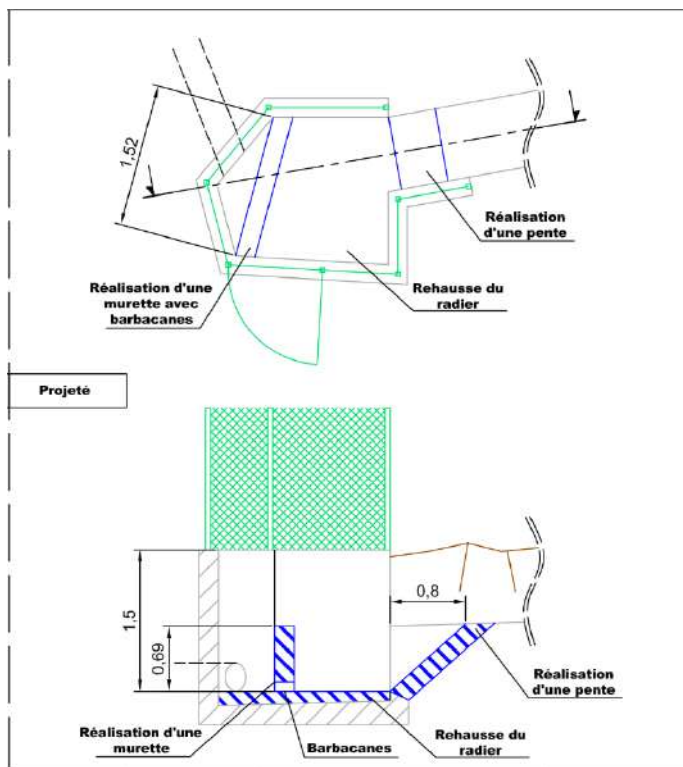 1,52
Réalisation
d'une pente
Réalisation d'une
murette avec
barbacanes
Rehausse du
radier
Projeté
1,5
0,69
0,8
Réalisation
d'une pente
Réalisation d'une
murette
Barbacanes
Rehausse du
radier